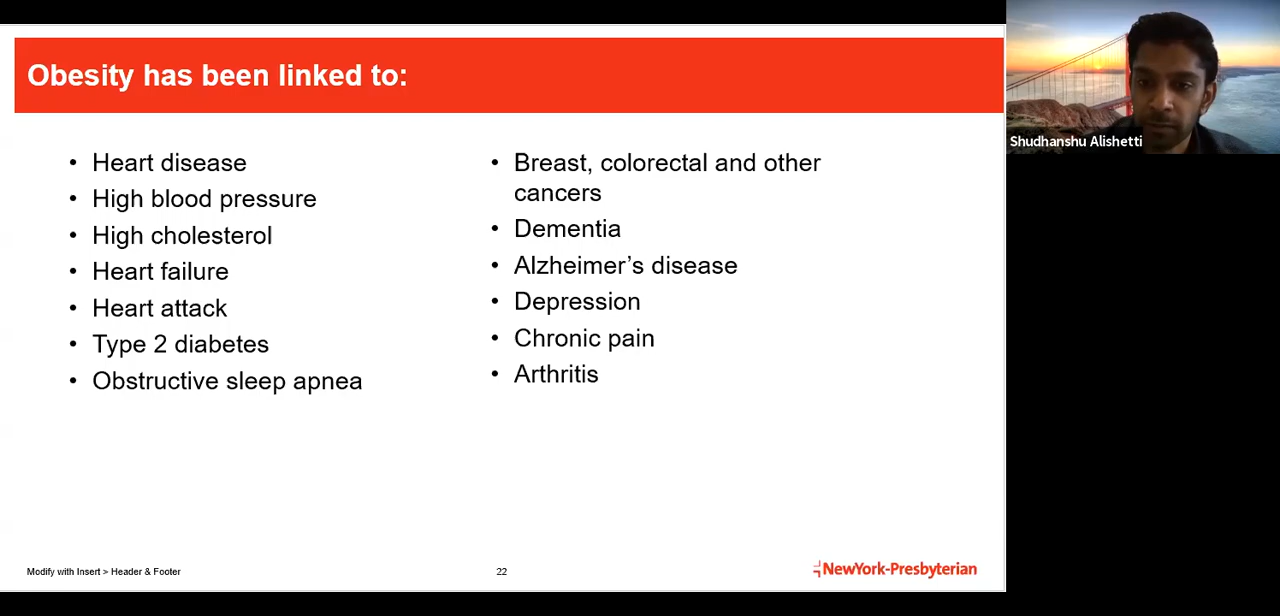 Obesity has been linked to:
• Heart disease
• High blood pressure
• High cholesterol
• Heart failure
• Heart attack
• Type 2 diabetes
• Obstructive sleep apnea
• Breast, colorectal and other
cancers
• Dementia
• Alzheimer’s disease
• Depression
• Chronic pain
• Arthritis
Modify with Insert > Header & Footer
22
NewYork-Presbyterian
Shudhanshu Alishetti